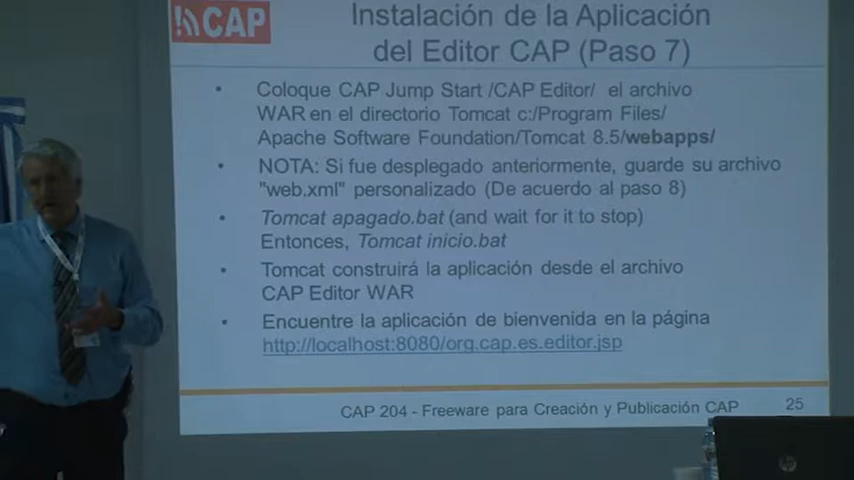 CAP
Instalación de la Aplicación
del Editor CAP (Paso 7)
• Coloque CAP Jump Start /CAP Editor/ el archivo
WAR en el directorio Tomcat c:/Program Files/
Apache Software Foundation/TOMCAT 8.5/webapps/
• NOTA: Si fue desplegado anteriormente, guarde su archivo
"web.xml" personalizado (De acuerdo al paso 8)
• Tomcat apagado.bat (and wait for it to stop)
Entonces, Tomcat inicio.bat
• Tomcat construirá la aplicación desde el archivo
CAP Editor WAR
• Encuentre la aplicación de bienvenida en la página
http://localhost:8080/org.cap.es.editor.jsp
CAP 204 - Freeware para Creación y Publicación CAP
25
hp